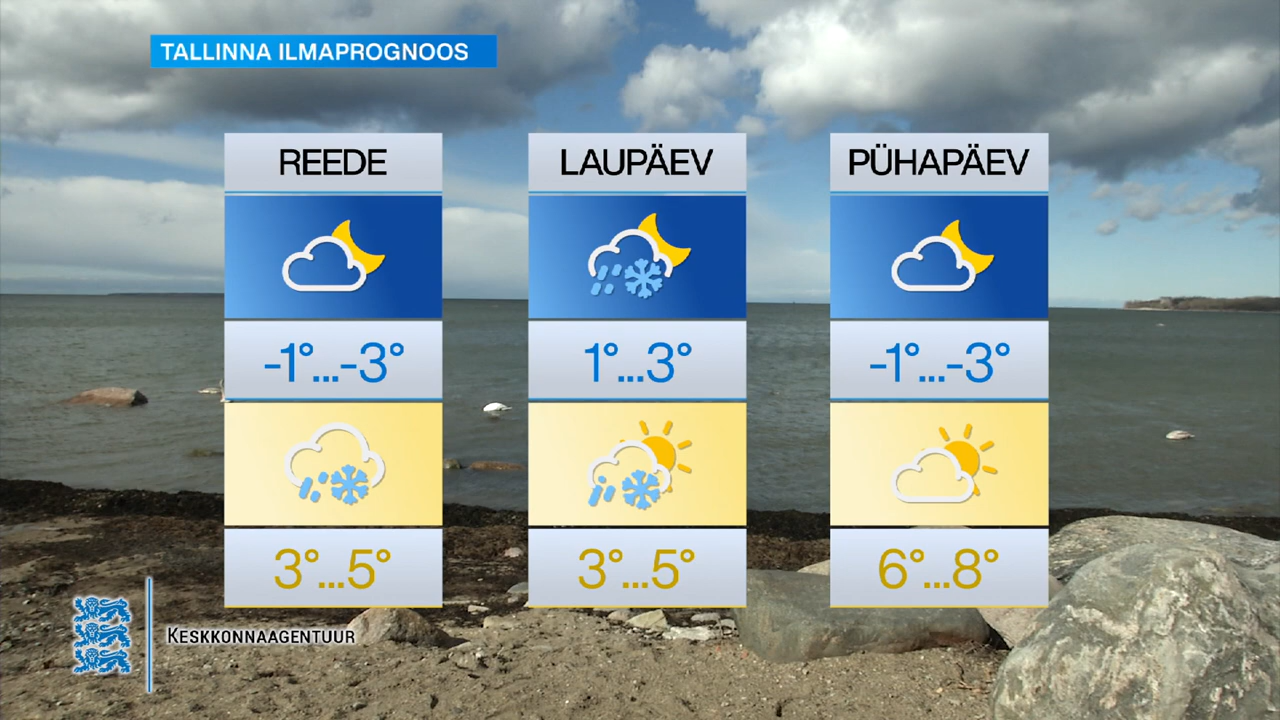 TALLINNA ILMAPROGNOOS
REEDE
-1°...-3°
3°...5°
LAUPÄEV
1°...3°
3°...5°
PÜHAPÄEV
-1°...-3°
6°...8°
KESKKONNAAGENTUUR